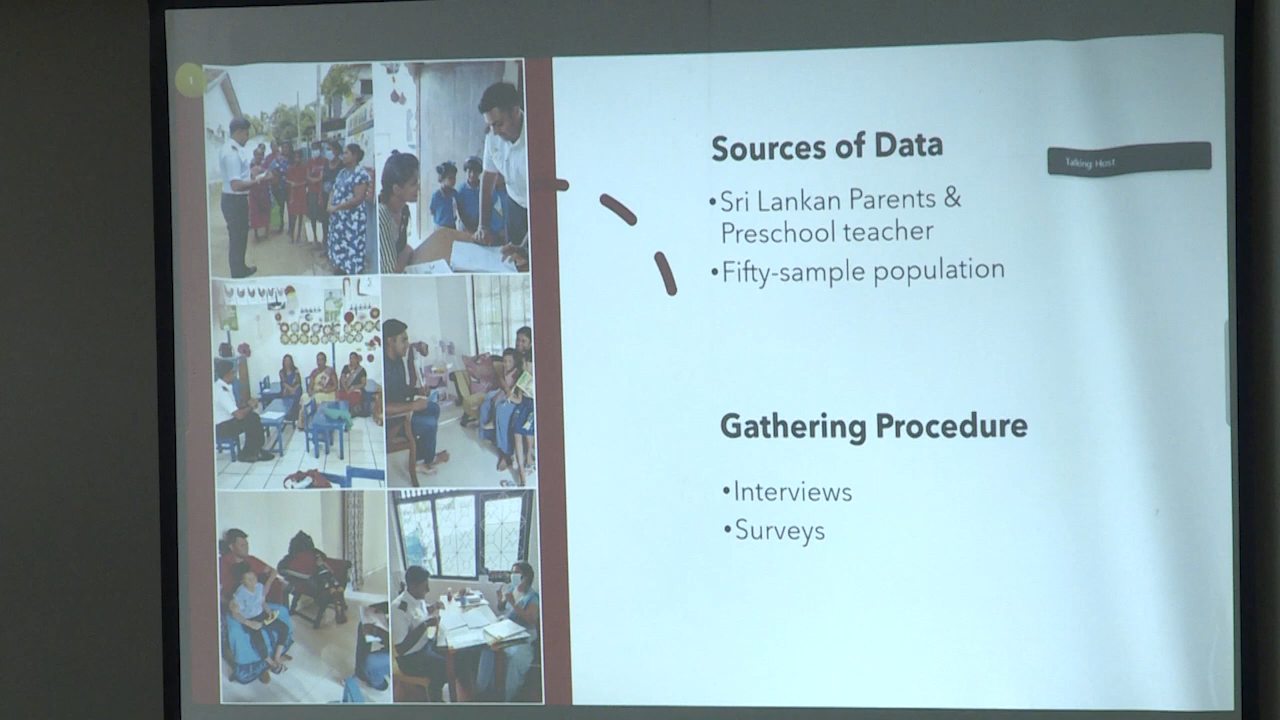 Sources of Data
•Sri Lankan Parents &
Preschool teacher
•Fifty-sample population
Talking Host
Gathering Procedure
•Interviews
•Surveys